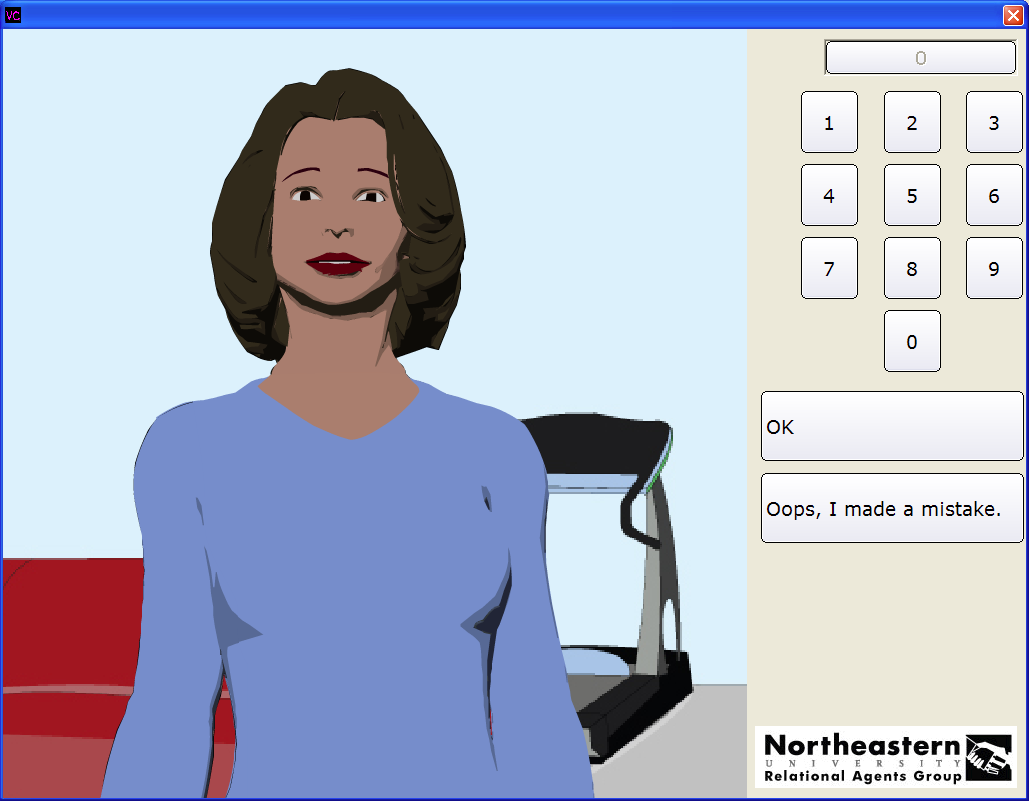 VC
0
1 2 3
4 5 6
7 8 9
0
OK
Oops, I made a mistake.
Northeastern
UNIVERSITY
Relational Agents Group